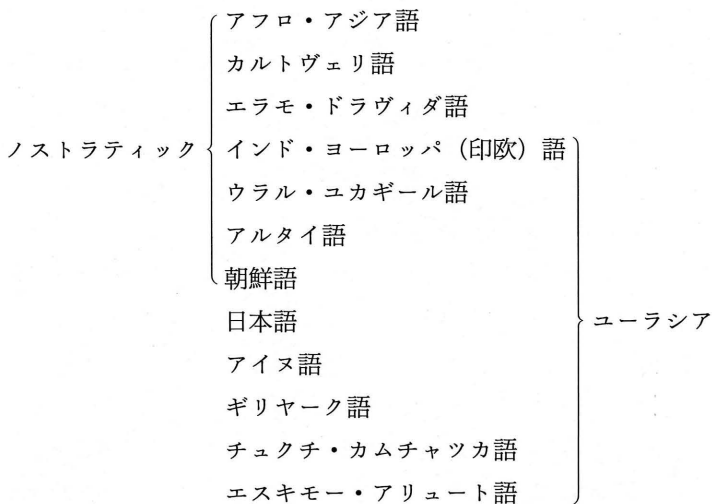 アフロ・アジア語
カルトヴェリ語
エラモ・ドラヴィダ語
ノストラティック
インド・ヨーロッパ（印欧）語
ウラル・ユカギール語
アルタイ語
朝鮮語
日本語
ユーラシア
アイヌ語
ギリヤーク語
チュクチ・カムチャツカ語
エスキモー・アリュート語